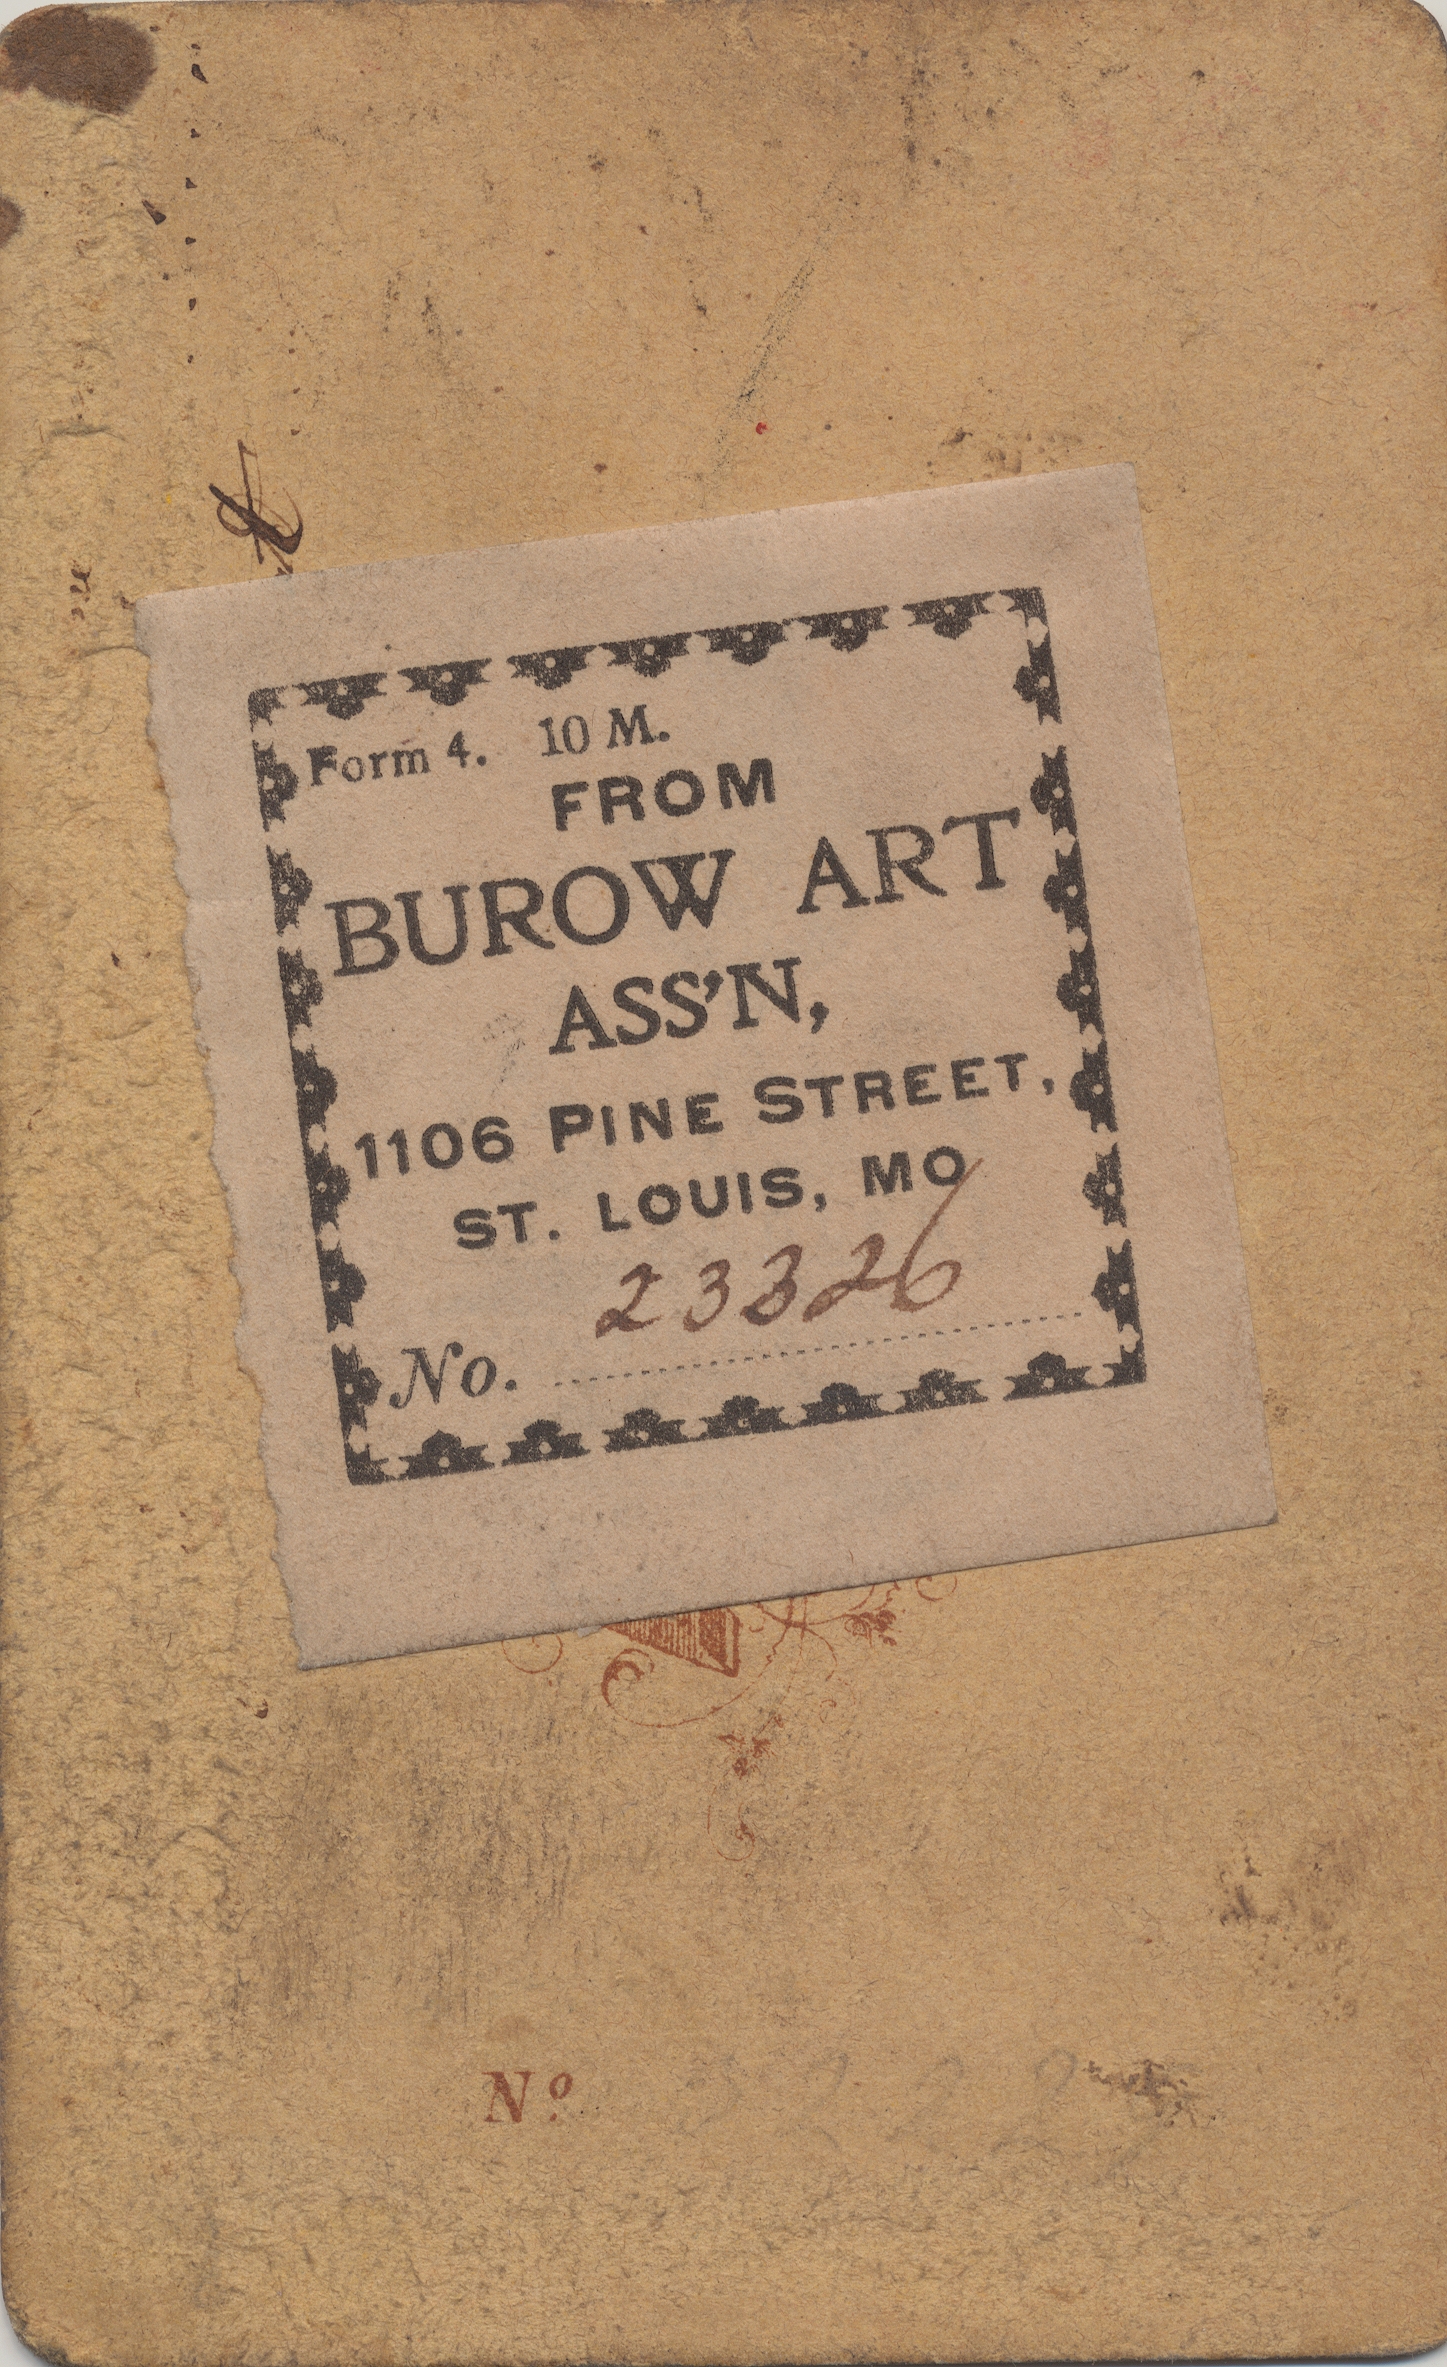 Form 4. 10 M.
FROM
BUROW ART
ASS'N,
1106 PINE STREET,
ST. LOUIS, MO
23326
No.
Nº